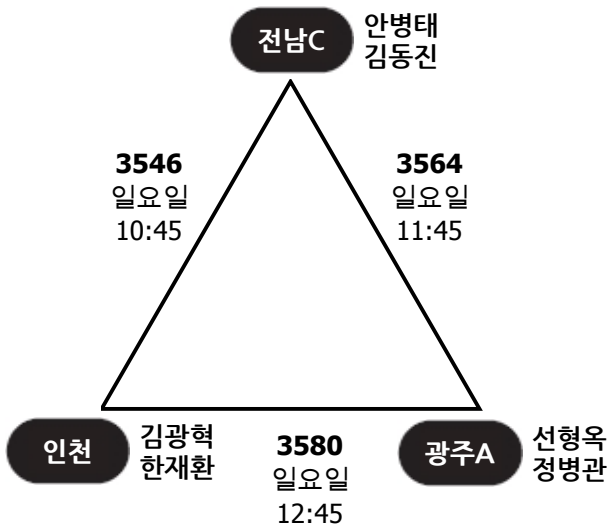 전남C
안병태
김동진
3546
일요일
10:45
3564
일요일
11:45
인천
김광혁
한재환
3580
일요일
12:45
광주A
선형옥
정병관